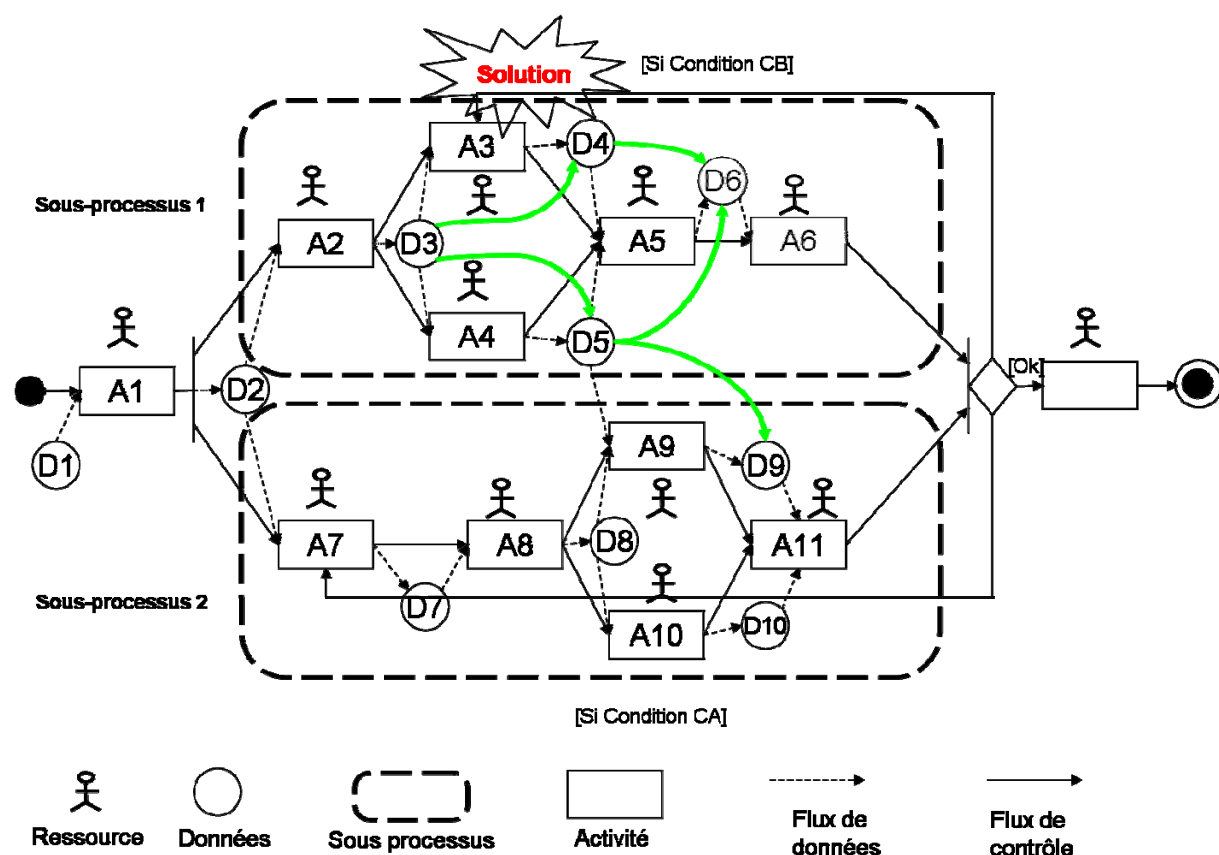 Solution
[Si Condition CB]
A3
D4
D6
Sous-processus 1
A2
D3
A5
A6
A4
D5
[Ok]
A1
D2
D1
A9
D9
A7
A8
D8
A11
D7
Sous-processus 2
A10
D10
[Si Condition CA]
Ressource
Données
Sous processus
Activité
Flux de
données
Flux de
contrôle